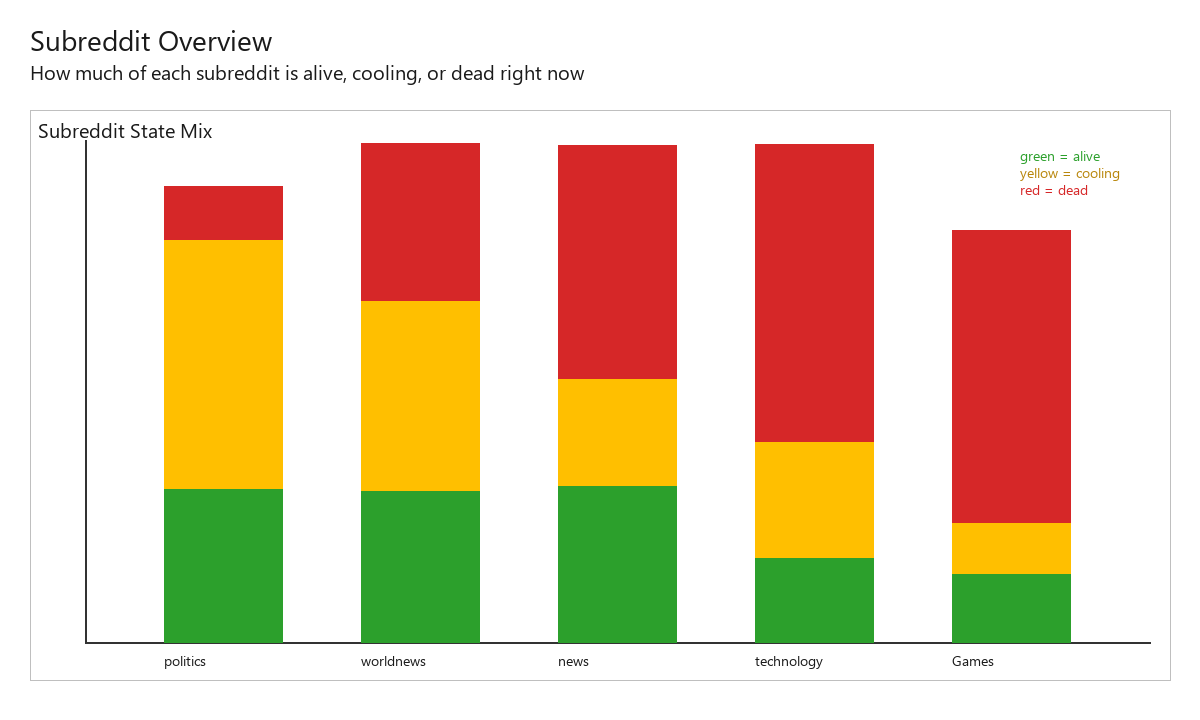 Subreddit Overview
How much of each subreddit is alive, cooling, or dead right now
Subreddit State Mix
green = alive
yellow = cooling
red = dead
politics
worldnews
news
technology
Games